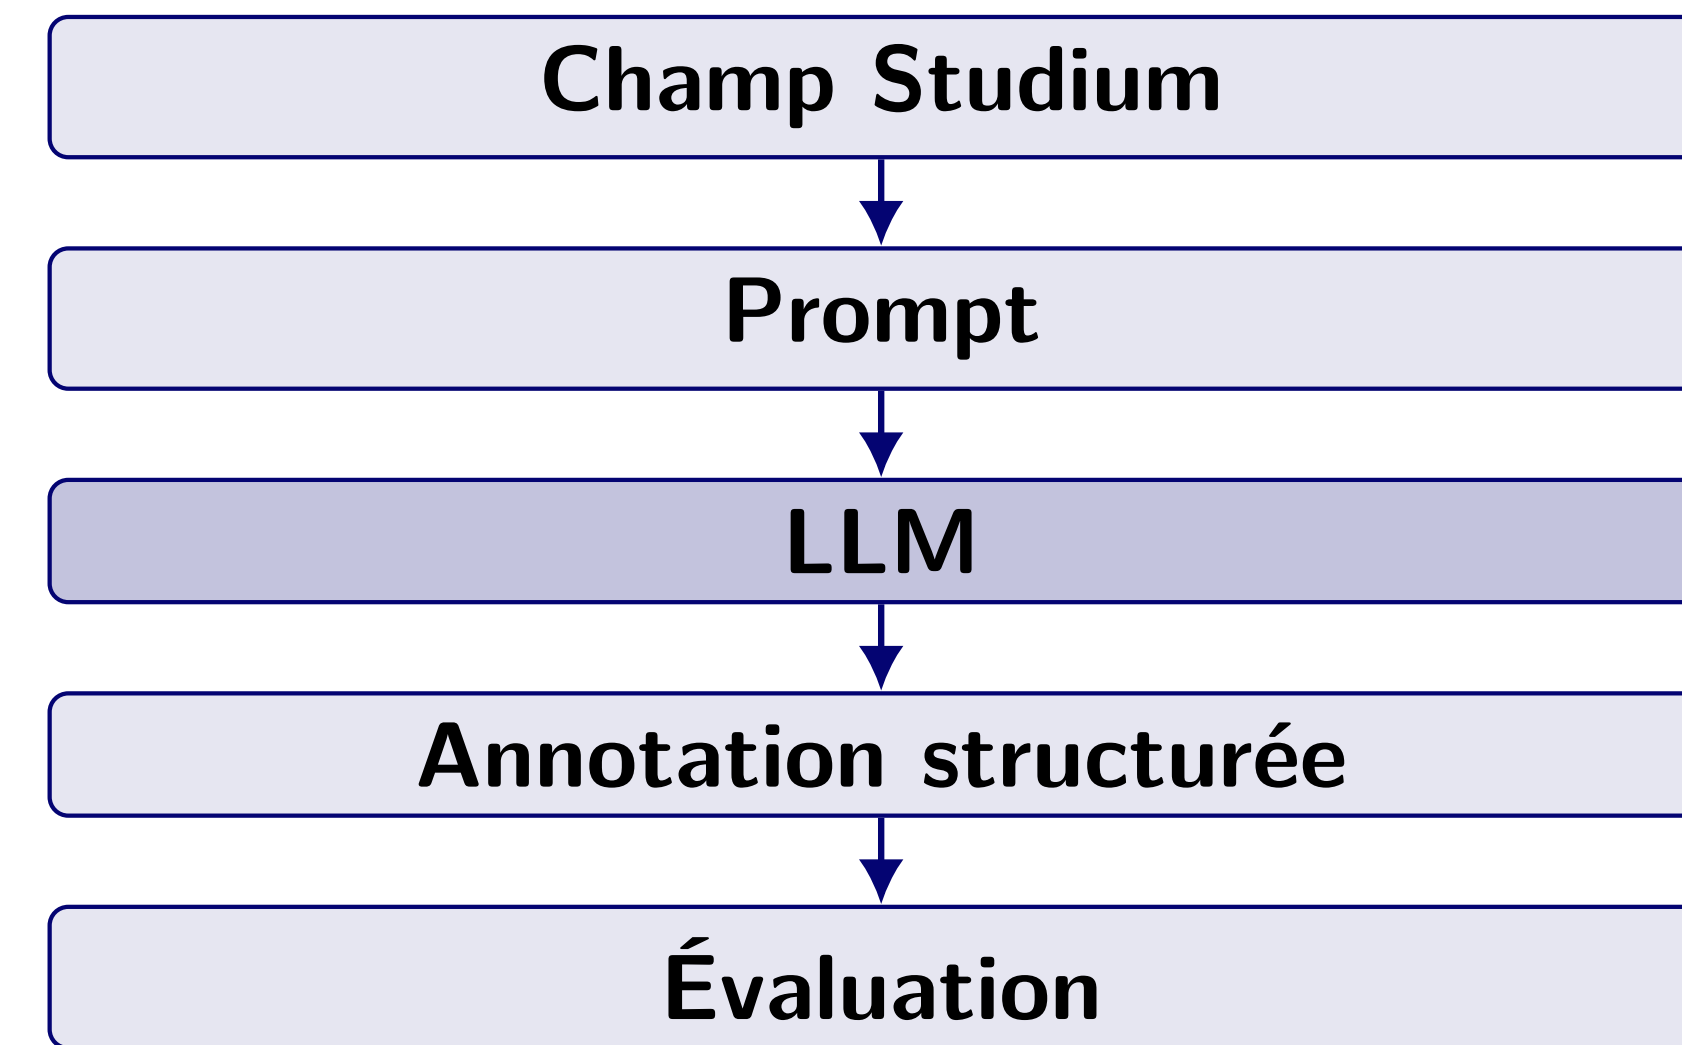 Champ Studium
Prompt
LLM
Annotation structurée
Évaluation